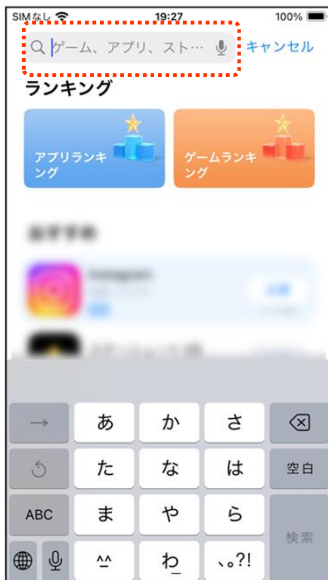 SIMなし 19:27 100%
ゲーム、アプリ、スト… キャンセル
ランキング
アプリランキ
ング
ゲームランキ
ング
→ あ か さ
た な は 空白
ABC ま や ら
^^ わ_ 、。?!
検索